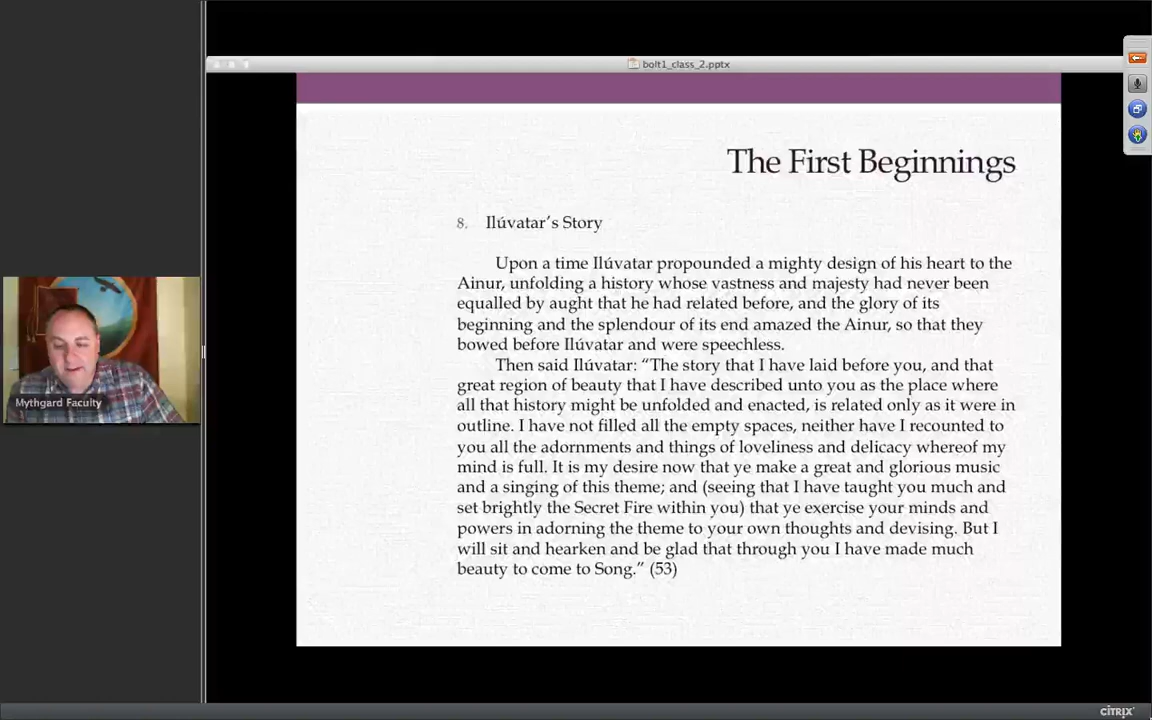 bolt1_class_2.pptx
The First Beginnings
8. Ilúvatar’s Story
Upon a time Ilúvatar propounded a mighty design of his heart to the
Ainur, unfolding a history whose vastness and majesty had never been
equalled by aught that he had related before, and the glory of its
beginning and the splendour of its end amazed the Ainur, so that they
bowed before Ilúvatar and were speechless.
Then said Ilúvatar: “The story that I have laid before you, and that
great region of beauty that I have described unto you as the place where
all that history might be unfolded and enacted, is related only as it were in
outline. I have not filled all the empty spaces, neither have I recounted to
you all the adornments and things of loveliness and delicacy whereof my
mind is full. It is my desire now that ye make a great and glorious music
and a singing of this theme; and (seeing that I have taught you much and
set brightly the Secret Fire within you) that ye exercise your minds and
powers in adorning the theme to your own thoughts and devising. But I
will sit and hearken and be glad that through you I have made much
beauty to come to Song.” (53)
Mythgard Faculty
CİTRIX